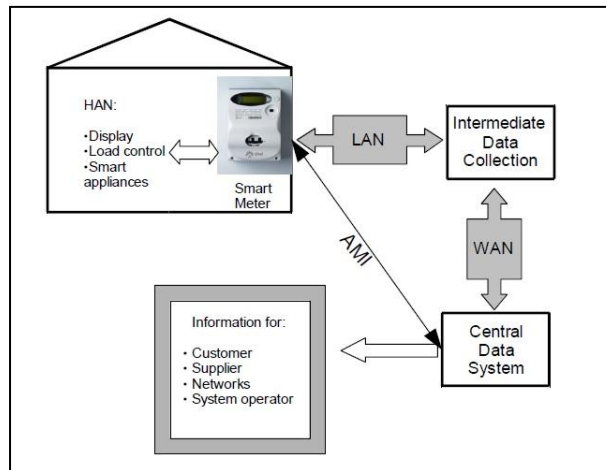 HAN:
•Display
•Load control
•Smart
appliances
Smart
Meter
LAN
Intermediate
Data
Collection
WAN
AMI
Central
Data
System
Information for:
• Customer
• Supplier
• Networks
• System operator